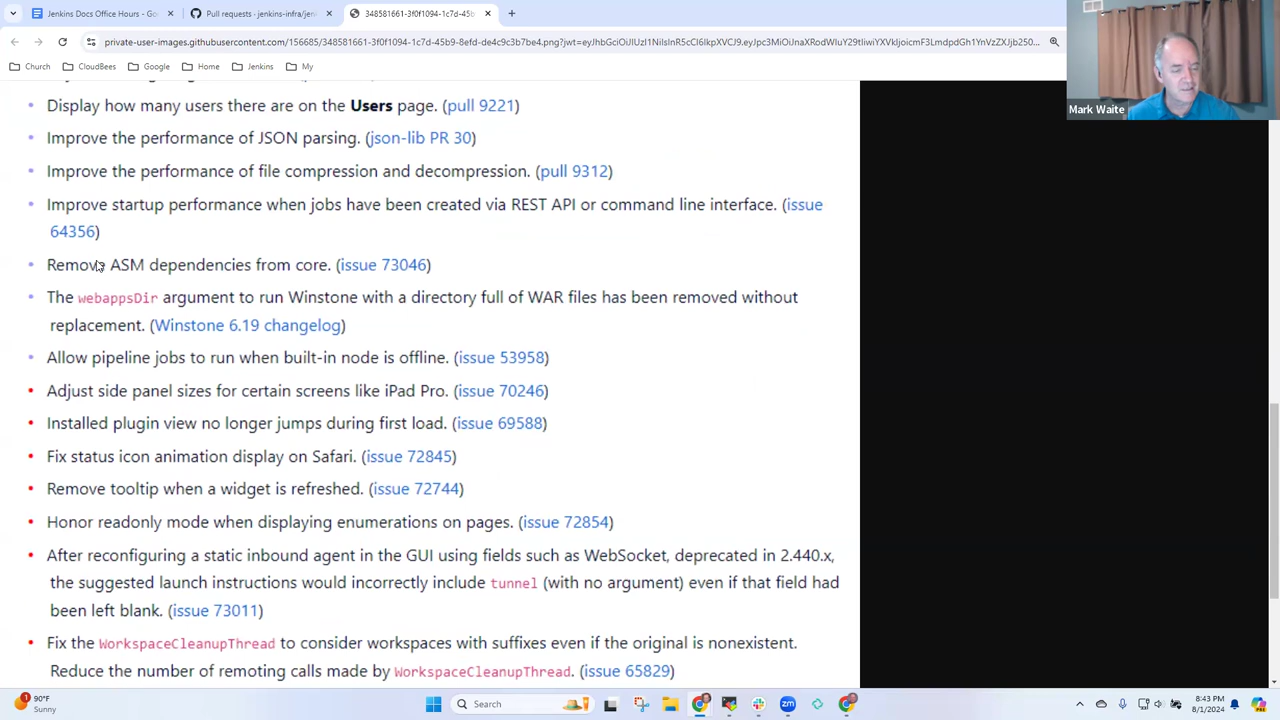 Jenkins Docs Office Hours - Go
Pull requests · jenkins-infra/jen
348581661-3f0f1094-1c7d-45b
private-user-images.githubusercontent.com/156685/348581661-3f0f1094-1c7d-45b9-8efd-de4c9c3b7be4.png?jwt=
Church
CloudBees
Google
Home
Jenkins
My
Mark Waite
Display how many users there are on the Users page. (pull 9221)
Improve the performance of JSON parsing. (json-lib PR 30)
Improve the performance of file compression and decompression. (pull 9312)
Improve startup performance when jobs have been created via REST API or command line interface. (issue
64356)
Remove ASM dependencies from core. (issue 73046)
The webappsDir argument to run Winstone with a directory full of WAR files has been removed without
replacement. (Winstone 6.19 changelog)
Allow pipeline jobs to run when built-in node is offline. (issue 53958)
Adjust side panel sizes for certain screens like iPad Pro. (issue 70246)
Installed plugin view no longer jumps during first load. (issue 69588)
Fix status icon animation display on Safari. (issue 72845)
Remove tooltip when a widget is refreshed. (issue 72744)
Honor readonly mode when displaying enumerations on pages. (issue 72854)
After reconfiguring a static inbound agent in the GUI using fields such as WebSocket, deprecated in 2.440.x,
the suggested launch instructions would incorrectly include tunnel (with no argument) even if that field had
been left blank. (issue 73011)
Fix the WorkspaceCleanupThread to consider workspaces with suffixes even if the original is nonexistent.
Reduce the number of remoting calls made by WorkspaceCleanupThread. (issue 65829)
90°F
Sunny
Search
8:43 PM
8/1/2024